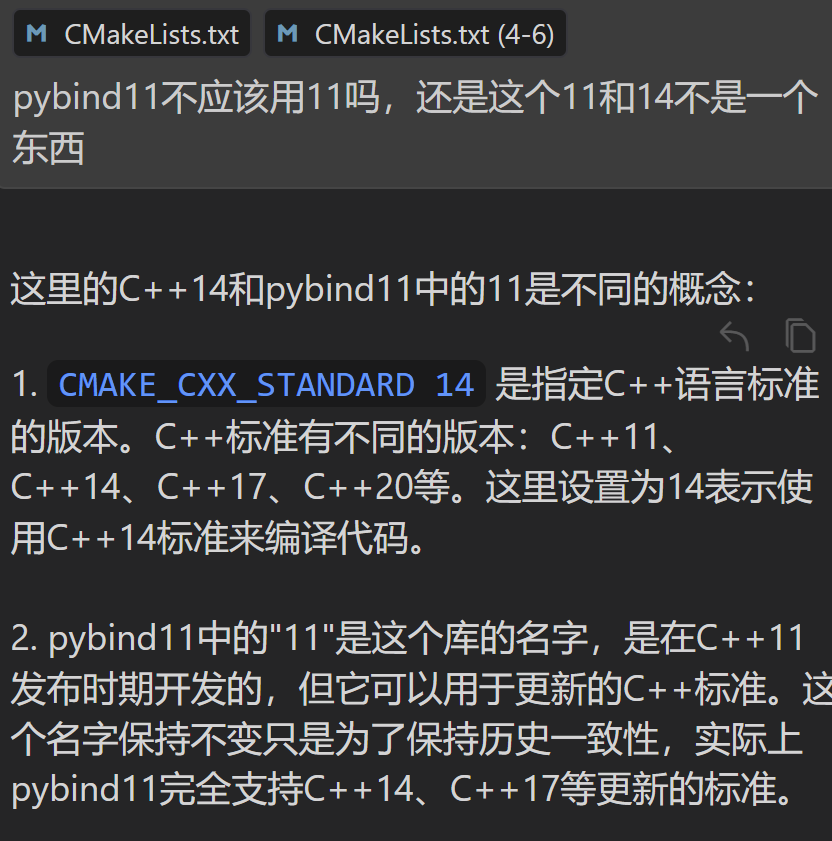 CMakeLists.txt CMakeLists.txt (4-6)
pybind11不应该用11吗，还是这个11和14不是一个
东西
这里的C++14和pybind11中的11是不同的概念：
1. CMAKE_CXX_STANDARD 14 是指定C++语言标准
的版本。C++标准有不同的版本：C++11、
C++14、C++17、C++20等。这里设置为14表示使
用C++14标准来编译代码。
2. pybind11中的"11"是这个库的名字，是在C++11
发布时期开发的，但它可以用于更新的C++标准。这
个名字保持不变只是为了保持历史一致性，实际上
pybind11完全支持C++14、C++17等更新的标准。